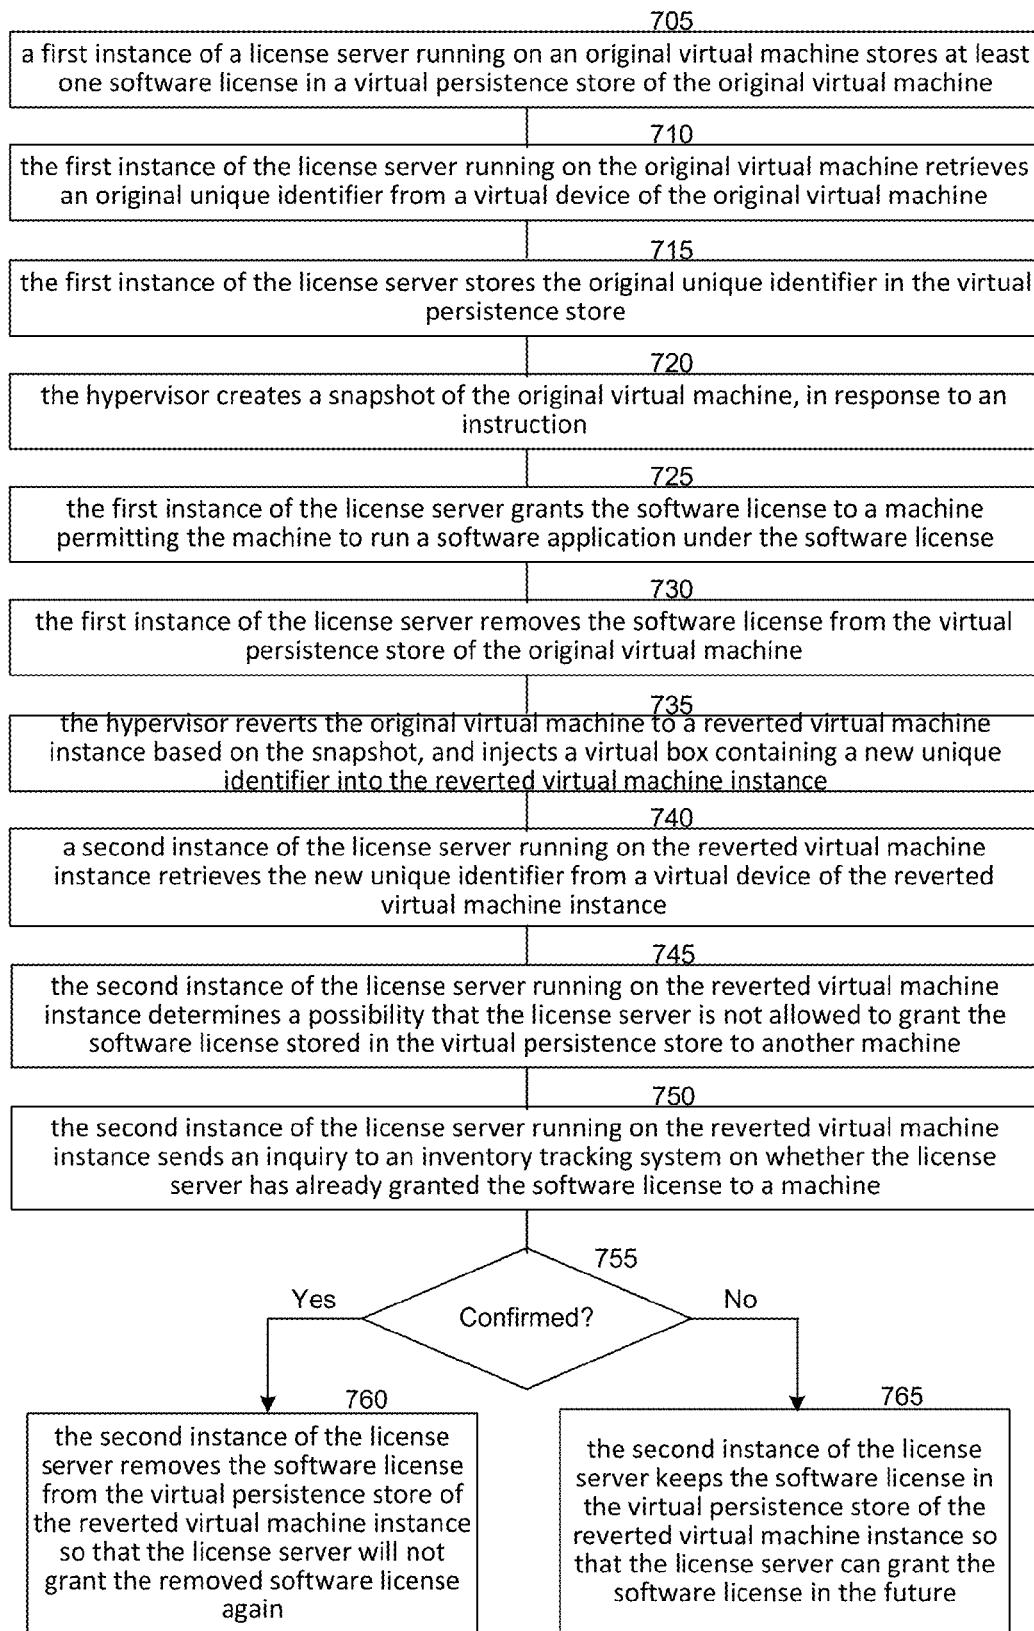 705
a first instance of a license server running on an original virtual machine stores at least
one software license in a virtual persistence store of the original virtual machine
710
the first instance of the license server running on the original virtual machine retrieves
an original unique identifier from a virtual device of the original virtual machine
715
the first instance of the license server stores the original unique identifier in the virtual
persistence store
720
the hypervisor creates a snapshot of the original virtual machine, in response to an
instruction
725
the first instance of the license server grants the software license to a machine
permitting the machine to run a software application under the software license
730
the first instance of the license server removes the software license from the virtual
persistence store of the original virtual machine
735
the hypervisor reverts the original virtual machine to a reverted virtual machine
instance based on the snapshot, and injects a virtual box containing a new unique
identifier into the reverted virtual machine instance
740
a second instance of the license server running on the reverted virtual machine
instance retrieves the new unique identifier from a virtual device of the reverted
virtual machine instance
745
the second instance of the license server running on the reverted virtual machine
instance determines a possibility that the license server is not allowed to grant the
software license stored in the virtual persistence store to another machine
750
the second instance of the license server running on the reverted virtual machine
instance sends an inquiry to an inventory tracking system on whether the license
server has already granted the software license to a machine
755
Yes
Confirmed?
No
760
the second instance of the license
server removes the software license
from the virtual persistence store of
the reverted virtual machine instance
so that the license server will not
grant the removed software license
again
765
the second instance of the license
server keeps the software license in
the virtual persistence store of the
reverted virtual machine instance so
that the license server can grant the
software license in the future